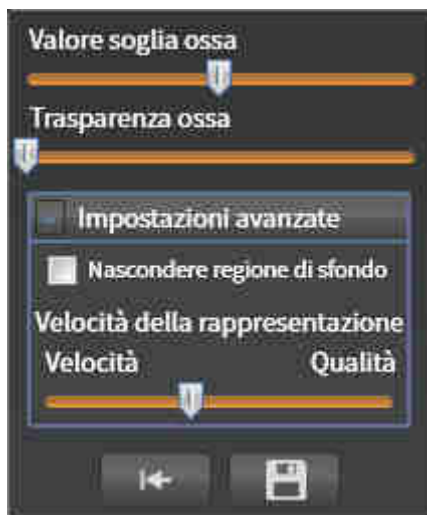 Valore soglia ossa
Trasparenza ossa
Impostazioni avanzate
Nascondere regione di sfondo
Velocità della rappresentazione
Velocità Qualità